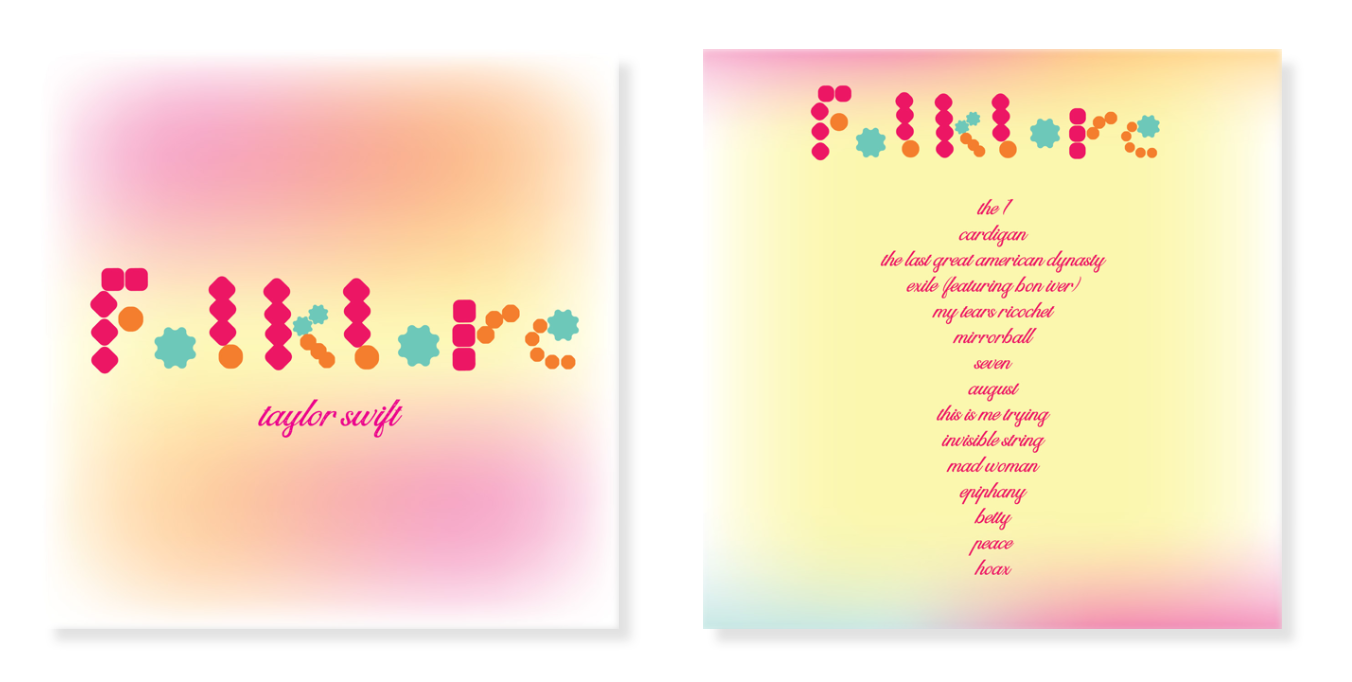 Folklore
taylor swift
Folklore
the 1
cardigan
the last great american dynasty
exile (featuring bon iver)
my tears ricochet
mirrorball
seven
august
this is me trying
invisible string
mad woman
epiphany
betty
peace
hoax